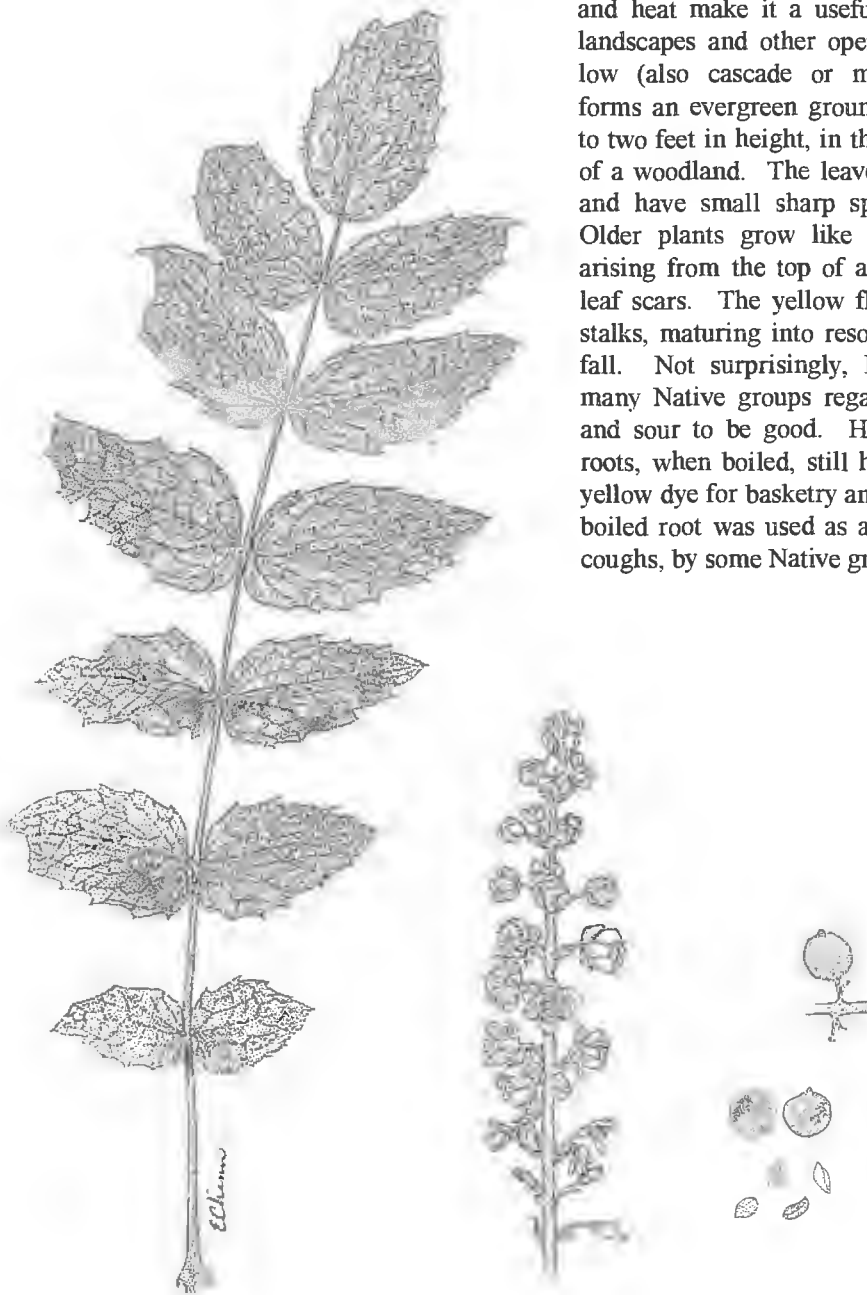 and heat make it a usefu
landscapes and other ope
low (also cascade or m
forms an evergreen groun
to two feet in height, in th
of a woodland. The leave
and have small sharp sp
Older plants grow like
arising from the top of a
leaf scars. The yellow fl
stalks, maturing into reso
fall. Not surprisingly,
many Native groups rega
and sour to be good. H
roots, when boiled, still h
yellow dye for basketry an
boiled root was used as a
coughs, by some Native gr